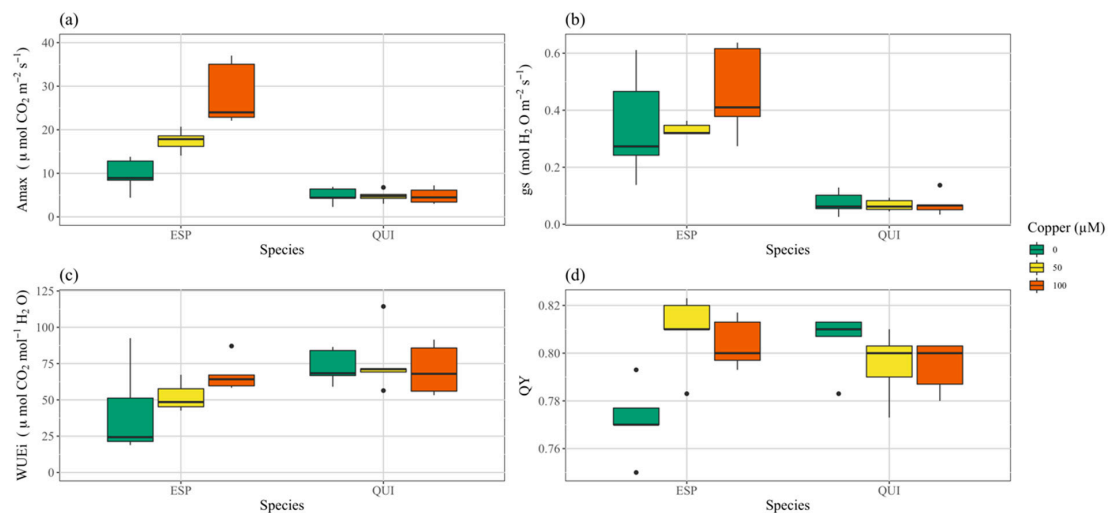 (a)
Amax ( μ mol CO₂ m⁻² s⁻¹)
40
30
20
10
0
ESP QUI
Species
(b)
gs (mol H₂ O m⁻² s⁻¹)
0.6
0.4
0.2
0.0
ESP QUI
Species
(c)
WUEi ( μ mol CO₂ mol⁻¹ H₂ O)
125
100
75
50
25
0
ESP QUI
Species
(d)
QY
0.82
0.80
0.78
0.76
ESP QUI
Species
Copper (μM)
0
50
100